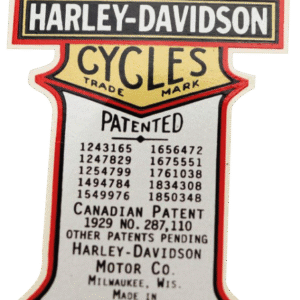 HARLEY-DAVIDSON
CYCLES
TRADE MARK
PATENTED
1243165 1656472
1247829 1675551
1254799 1761038
1494784 1834308
1549976 1850348
CANADIAN PATENT
1929 NO. 287,110
OTHER PATENTS PENDING
HARLEY-DAVIDSON
MOTOR CO.
MILWAUKEE, WIS.
MADE IN